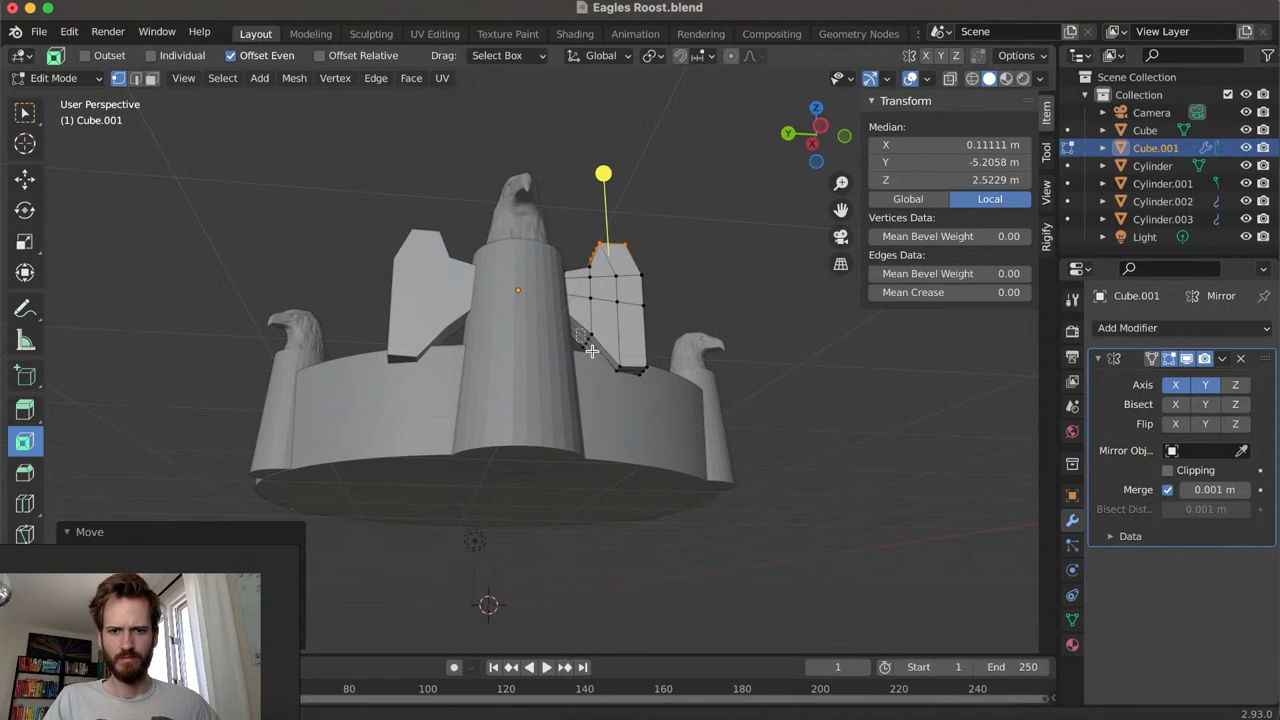 Eagles Roost.blend
File Edit Render Window Help Layout Modeling Sculpting UV Editing Texture Paint Shading Animation Rendering Compositing Geometry Nodes Scene View Layer
Outset Individual Offset Even Offset Relative Drag: Select Box Global X Y Z Options
Edit Mode View Select Add Mesh Vertex Edge Face UV
User Perspective
(1) Cube.001
Z
Y
X
Transform
Median:
X 0.11111 m
Y -5.2058 m
Z 2.5229 m
Global Local
Vertices Data:
Mean Bevel Weight 0.00
Edges Data:
Mean Bevel Weight 0.00
Mean Crease 0.00
Item
Tool
View
Rigify
Scene Collection
Collection
Camera
Cube
Cube.001
Cylinder
Cylinder.001
Cylinder.002
Cylinder.003
Light
Cube.001 Mirror
Add Modifier
Axis X Y Z
Bisect X Y Z
Flip X Y Z
Mirror Obj...
Clipping
Merge 0.001 m
Bisect Dist... 0.001 m
Data
Move
1 Start 1 End 250
80 100 120 140 160 180 200 220 240
2.93.0